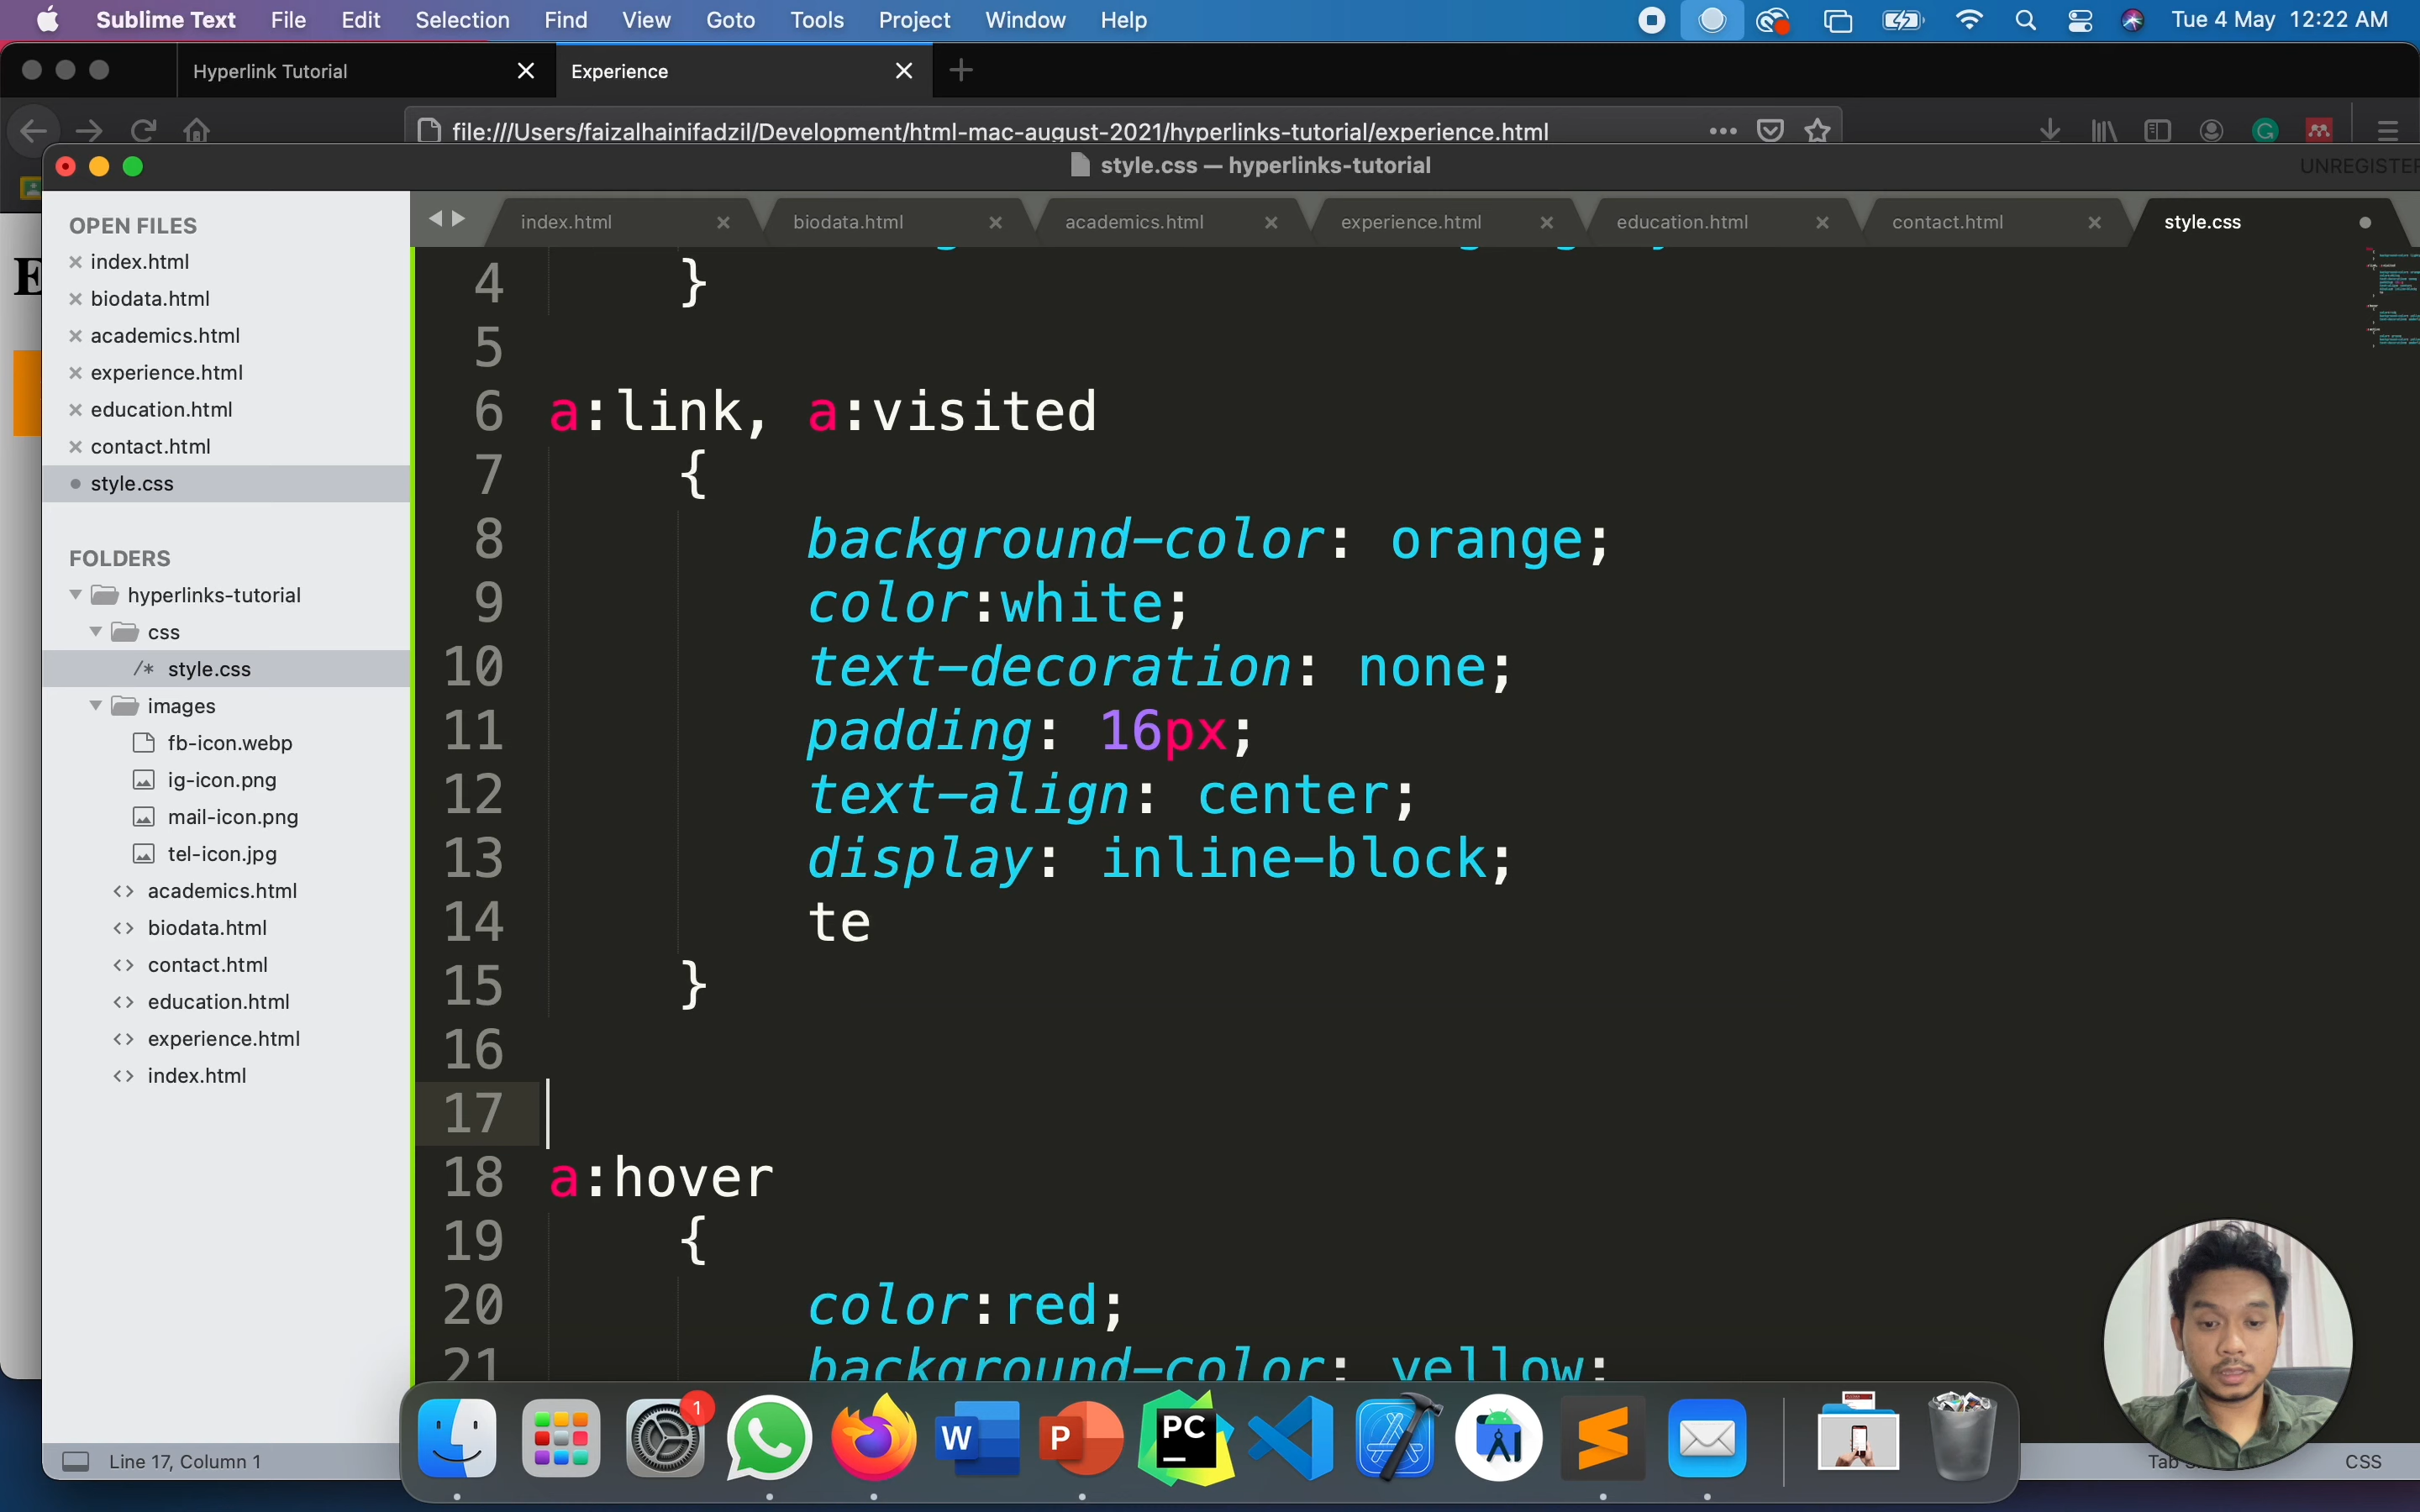 Sublime Text File Edit Selection Find View Goto Tools Project Window Help Tue 4 May 12:22 AM
Hyperlink Tutorial Experience
file:///Users/faizalhainifadzil/Development/html-mac-august-2021/hyperlinks-tutorial/experience.html
style.css — hyperlinks-tutorial
OPEN FILES
index.html
biodata.html
academics.html
experience.html
education.html
contact.html
style.css
FOLDERS
hyperlinks-tutorial
css
/* style.css
images
fb-icon.webp
ig-icon.png
mail-icon.png
tel-icon.jpg
<> academics.html
<> biodata.html
<> contact.html
<> education.html
<> experience.html
<> index.html
index.html biodata.html academics.html experience.html education.html contact.html style.css
4 }
5
6 a:link, a:visited
7 {
8 background-color: orange;
9 color:white;
10 text-decoration: none;
11 padding: 16px;
12 text-align: center;
13 display: inline-block;
14 te
15 }
16
17
18 a:hover
19 {
20 color:red;
21 background-color: yellow;
1
W P PC
Line 17, Column 1
Tab CSS